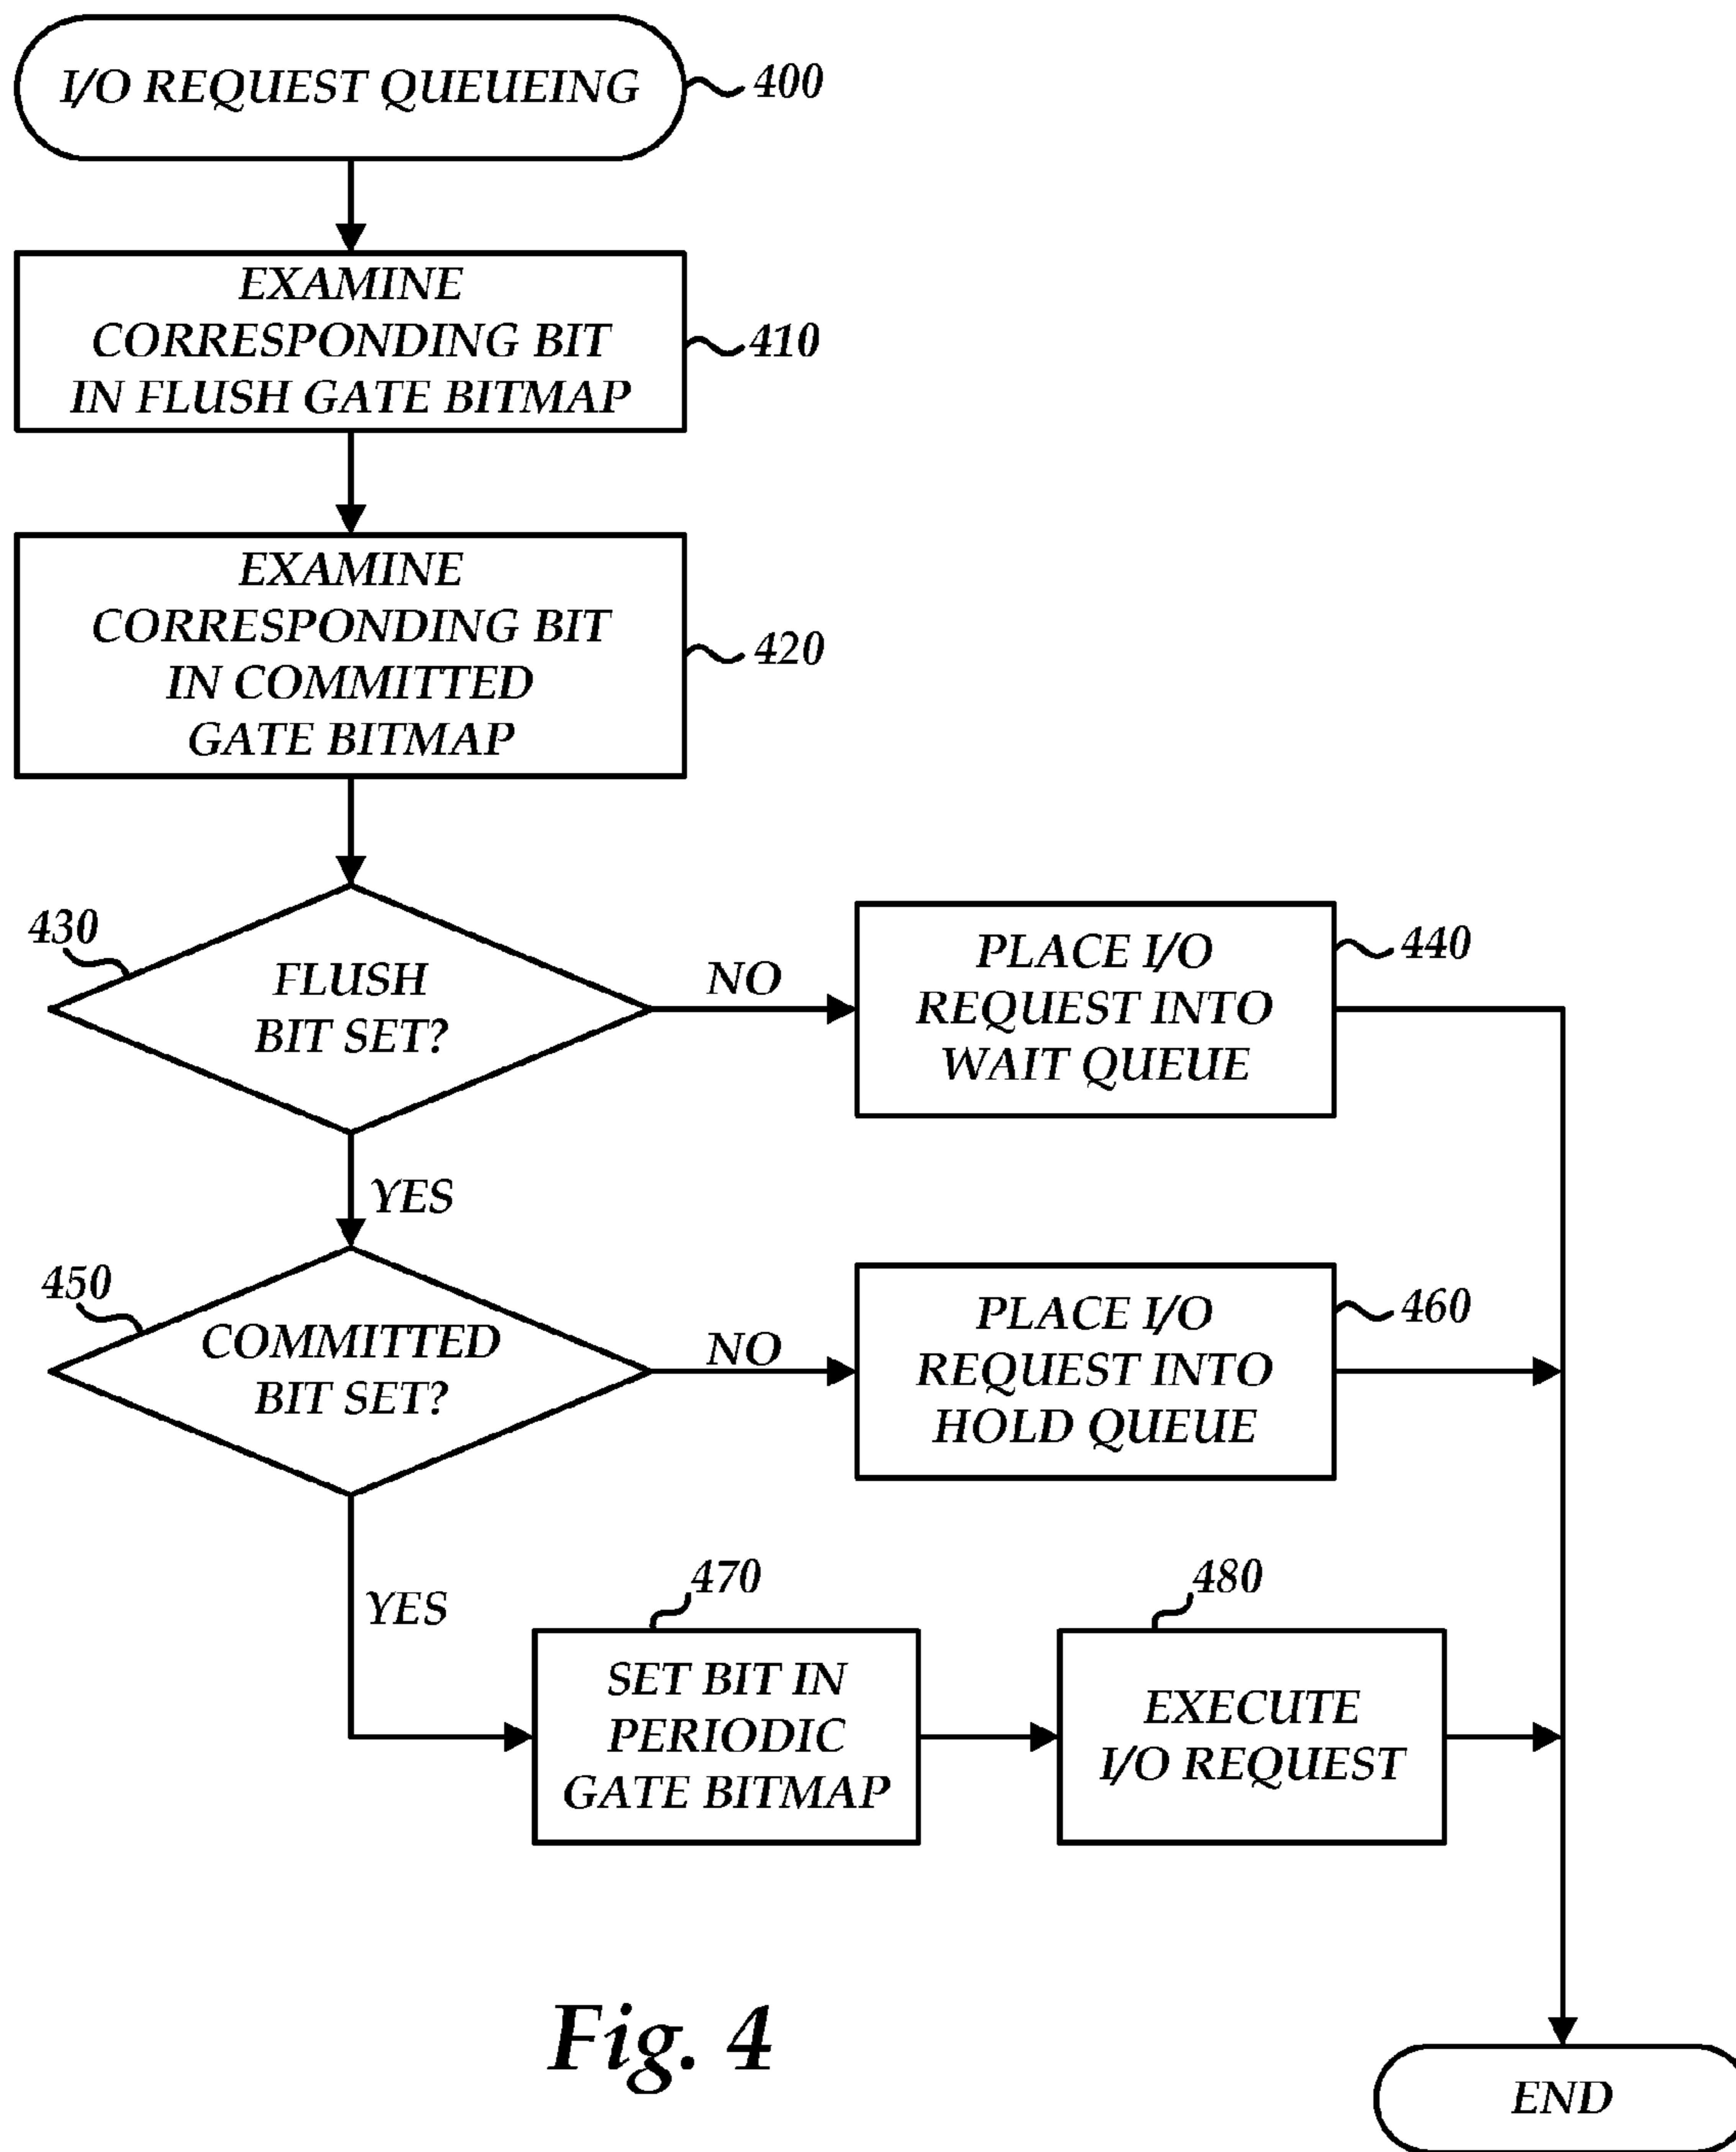 I/O REQUEST QUEUEING
400
EXAMINE
CORRESPONDING BIT
IN FLUSH GATE BITMAP
410
EXAMINE
CORRESPONDING BIT
IN COMMITTED
GATE BITMAP
420
430
FLUSH
BIT SET?
NO
PLACE I/O
REQUEST INTO
WAIT QUEUE
440
YES
450
COMMITTED
BIT SET?
NO
PLACE I/O
REQUEST INTO
HOLD QUEUE
460
YES
470
SET BIT IN
PERIODIC
GATE BITMAP
480
EXECUTE
I/O REQUEST
Fig. 4
END